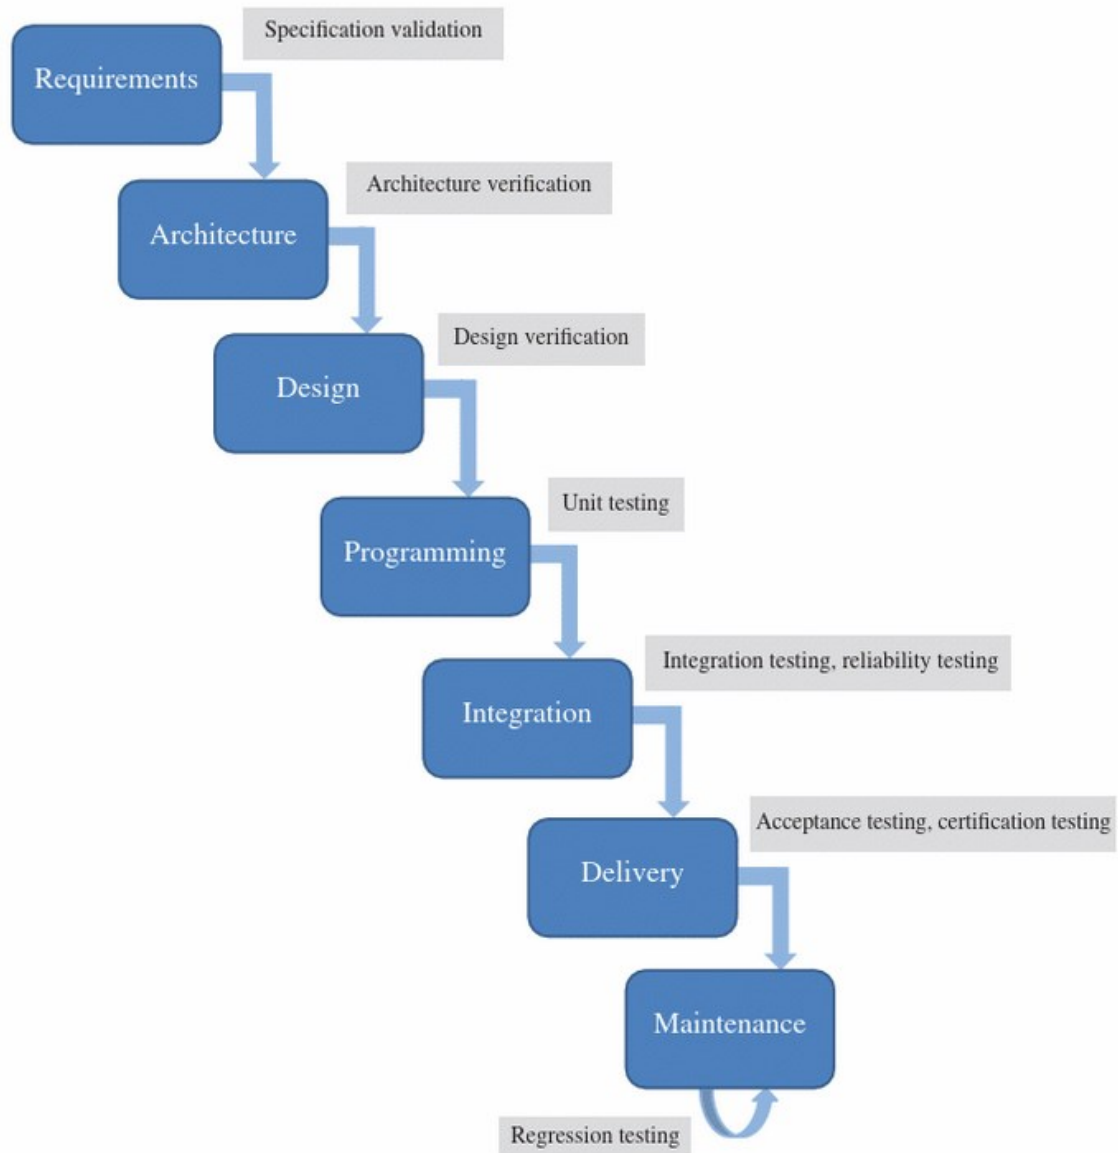 Specification validation
Requirements
Architecture verification
Architecture
Design verification
Design
Unit testing
Programming
Integration testing, reliability testing
Integration
Acceptance testing, certification testing
Delivery
Maintenance
Regression testing